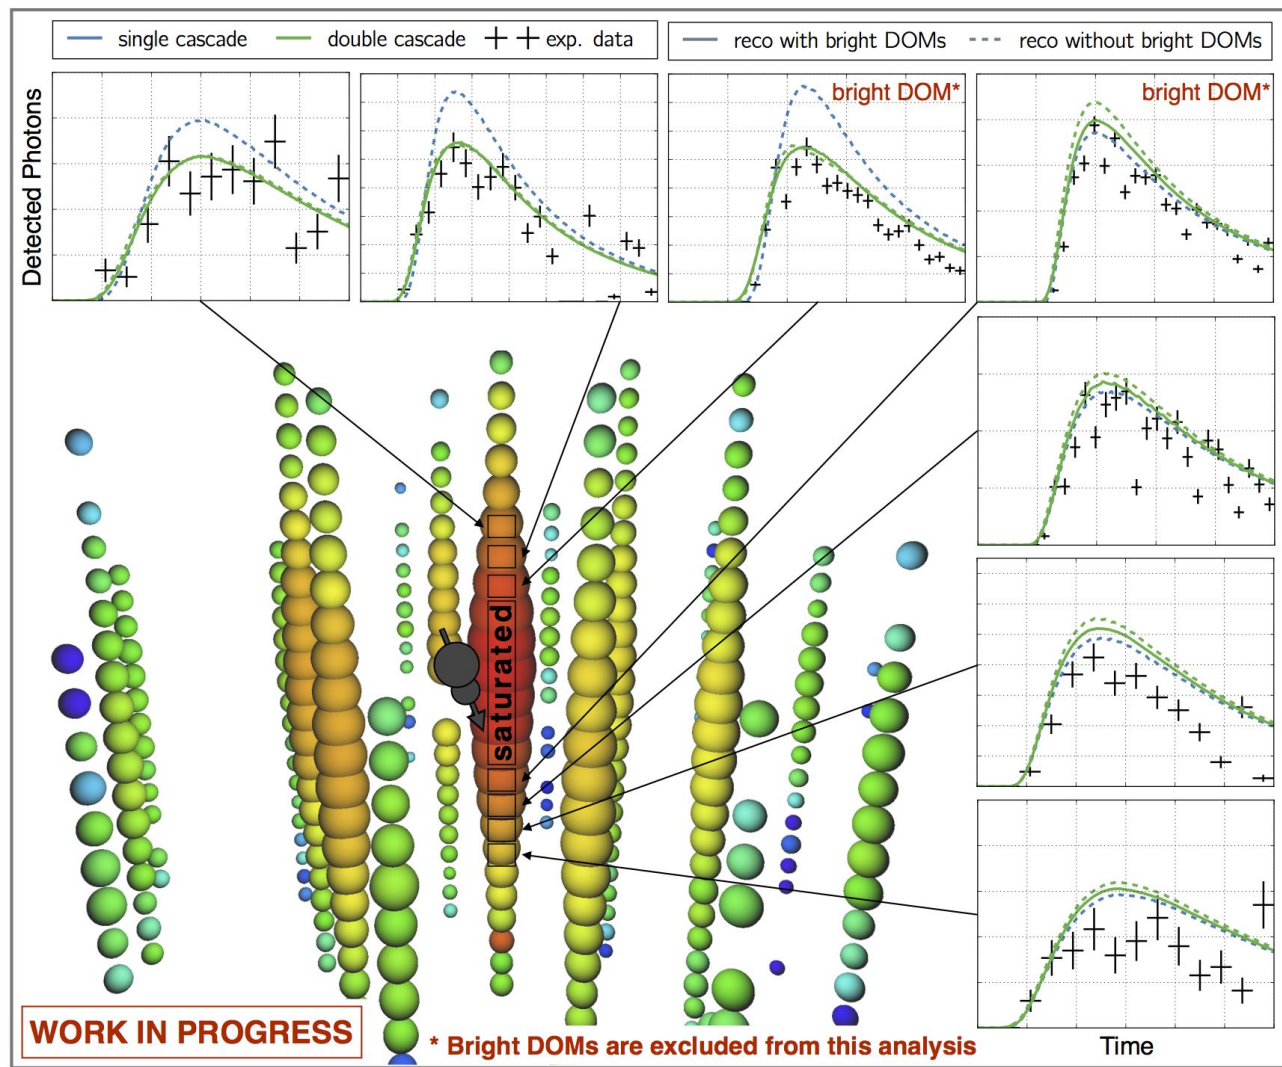 single cascade double cascade exp. data
reco with bright DOMs reco without bright DOMs
Detected Photons
bright DOM*
bright DOM*
saturated
WORK IN PROGRESS
* Bright DOMs are excluded from this analysis
Time